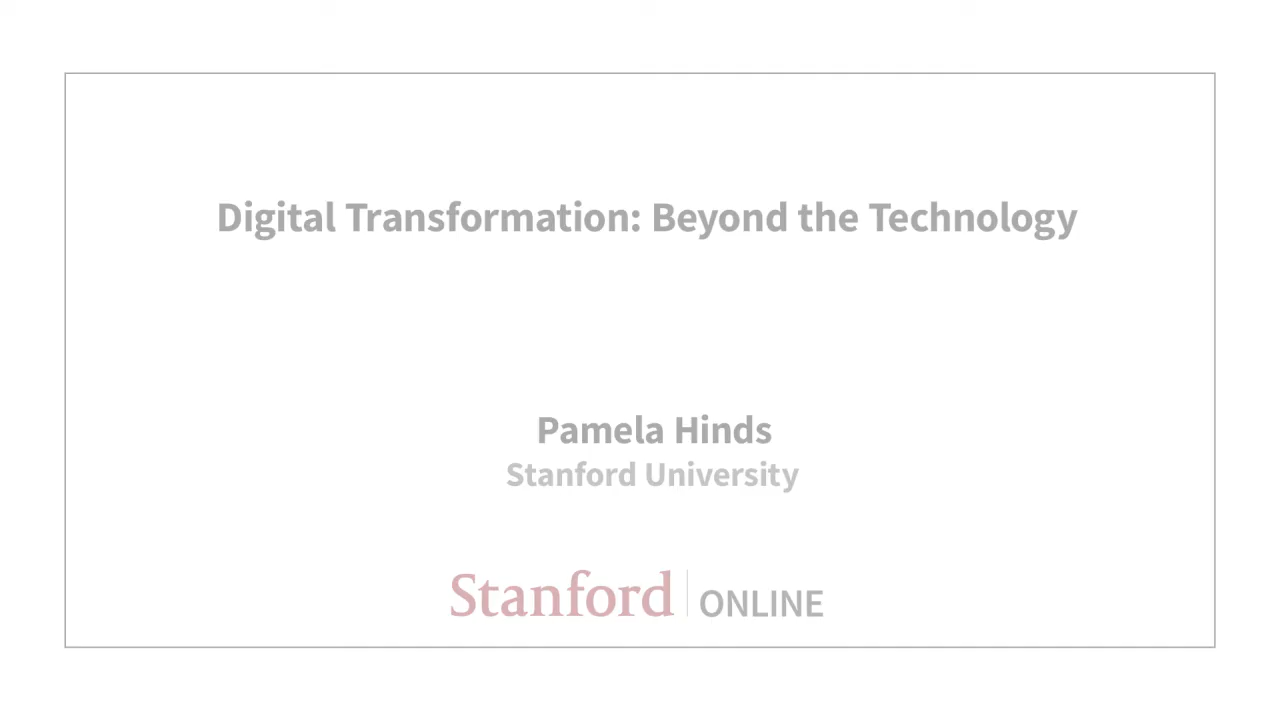 Digital Transformation: Beyond the Technology
Pamela Hinds
Stanford University
Stanford | ONLINE